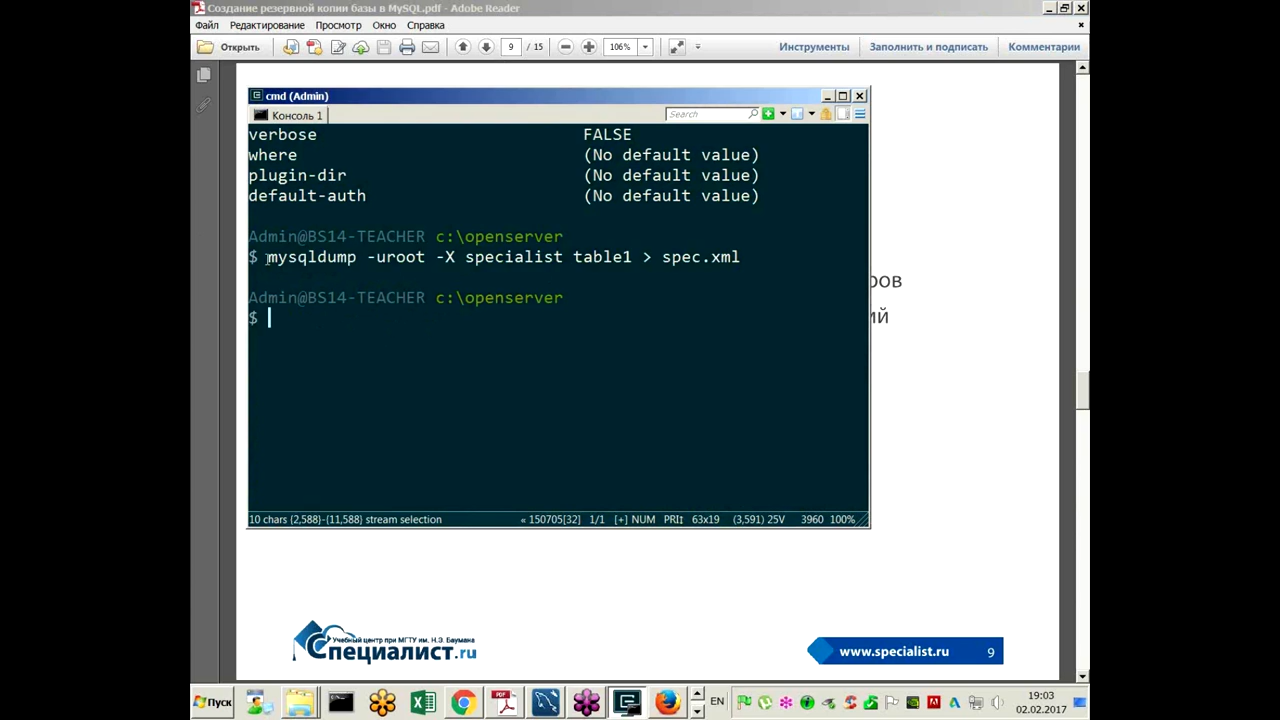 Создание резервной копии базы в MySQL.pdf - Adobe Reader
Файл Редактирование Просмотр Окно Справка
Открыть 9 / 15 106% Инструменты Заполнить и подписать Комментарии
cmd (Admin)
Консоль 1 Search
verbose FALSE
where (No default value)
plugin-dir (No default value)
default-auth (No default value)
Admin@BS14-TEACHER c:\openserver
$ mysqldump -uroot -X specialist table1 > spec.xml
ров
Admin@BS14-TEACHER c:\openserver
$
ий
10 chars {2,588}-{11,588} stream selection « 150705[32] 1/1 [+] NUM PRI↕ 63x19 (3,591) 25V 3960 100%
Учебный центр при МГТУ им. Н.Э. Баумана
Специалист.ru
www.specialist.ru 9
Пуск EN 19:03
02.02.2017